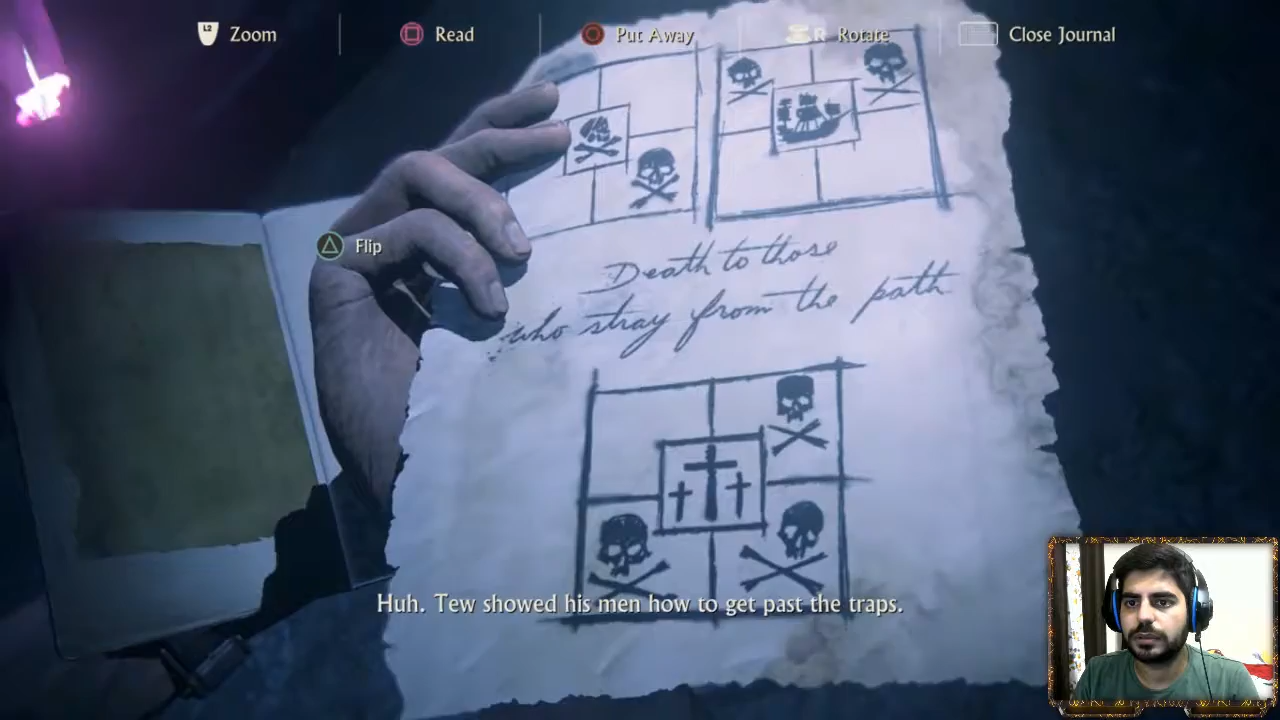 L2 Zoom
Read
Put Away
R Rotate
Close Journal
Flip
Death to those
who stray from the path
Huh. Tew showed his men how to get past the traps.